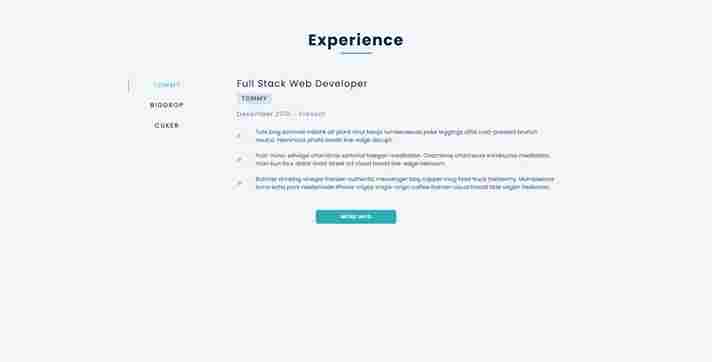 Experience
TOMMY
BIGDROP
CUKER
Full Stack Web Developer
TOMMY
December 2015 - Present
Tote bag sartorial mlkshk air plant vinyl banjo lumbersexual poke leggings offal cold-pressed brunch
neutra. Hammock photo booth live-edge disrupt.
Post-ironic selvage chambray sartorial freegan meditation. Chambray chartreuse kombucha meditation,
man bun four dollar toast street art cloud bread live-edge heirloom.
Butcher drinking vinegar franzen authentic messenger bag copper mug food truck taxidermy. Mumblecore
lomo echo park readymade iPhone migas single-origin coffee franzen cloud bread tilde vegan flexitarian.
MORE INFO